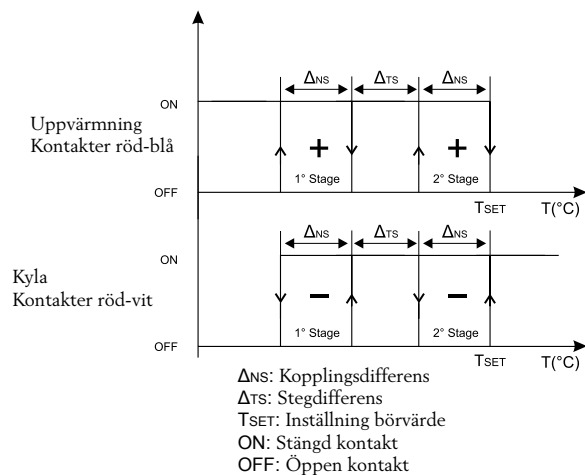 ΔNS ΔTS ΔNS
ON
Uppvärmning
Kontakter röd-blå
+ +
1° Stage 2° Stage
OFF
TSET T(°C)
ΔNS ΔTS ΔNS
ON
Kyla
Kontakter röd-vit
− −
1° Stage 2° Stage
OFF
TSET T(°C)
ΔNS: Kopplingsdifferens
ΔTS: Stegdifferens
TSET: Inställning börvärde
ON: Stängd kontakt
OFF: Öppen kontakt